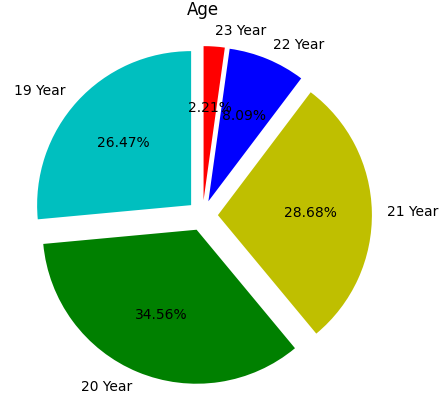 Age
23 Year
22 Year
19 Year
2.21%
8.09%
26.47%
28.68%
21 Year
34.56%
20 Year